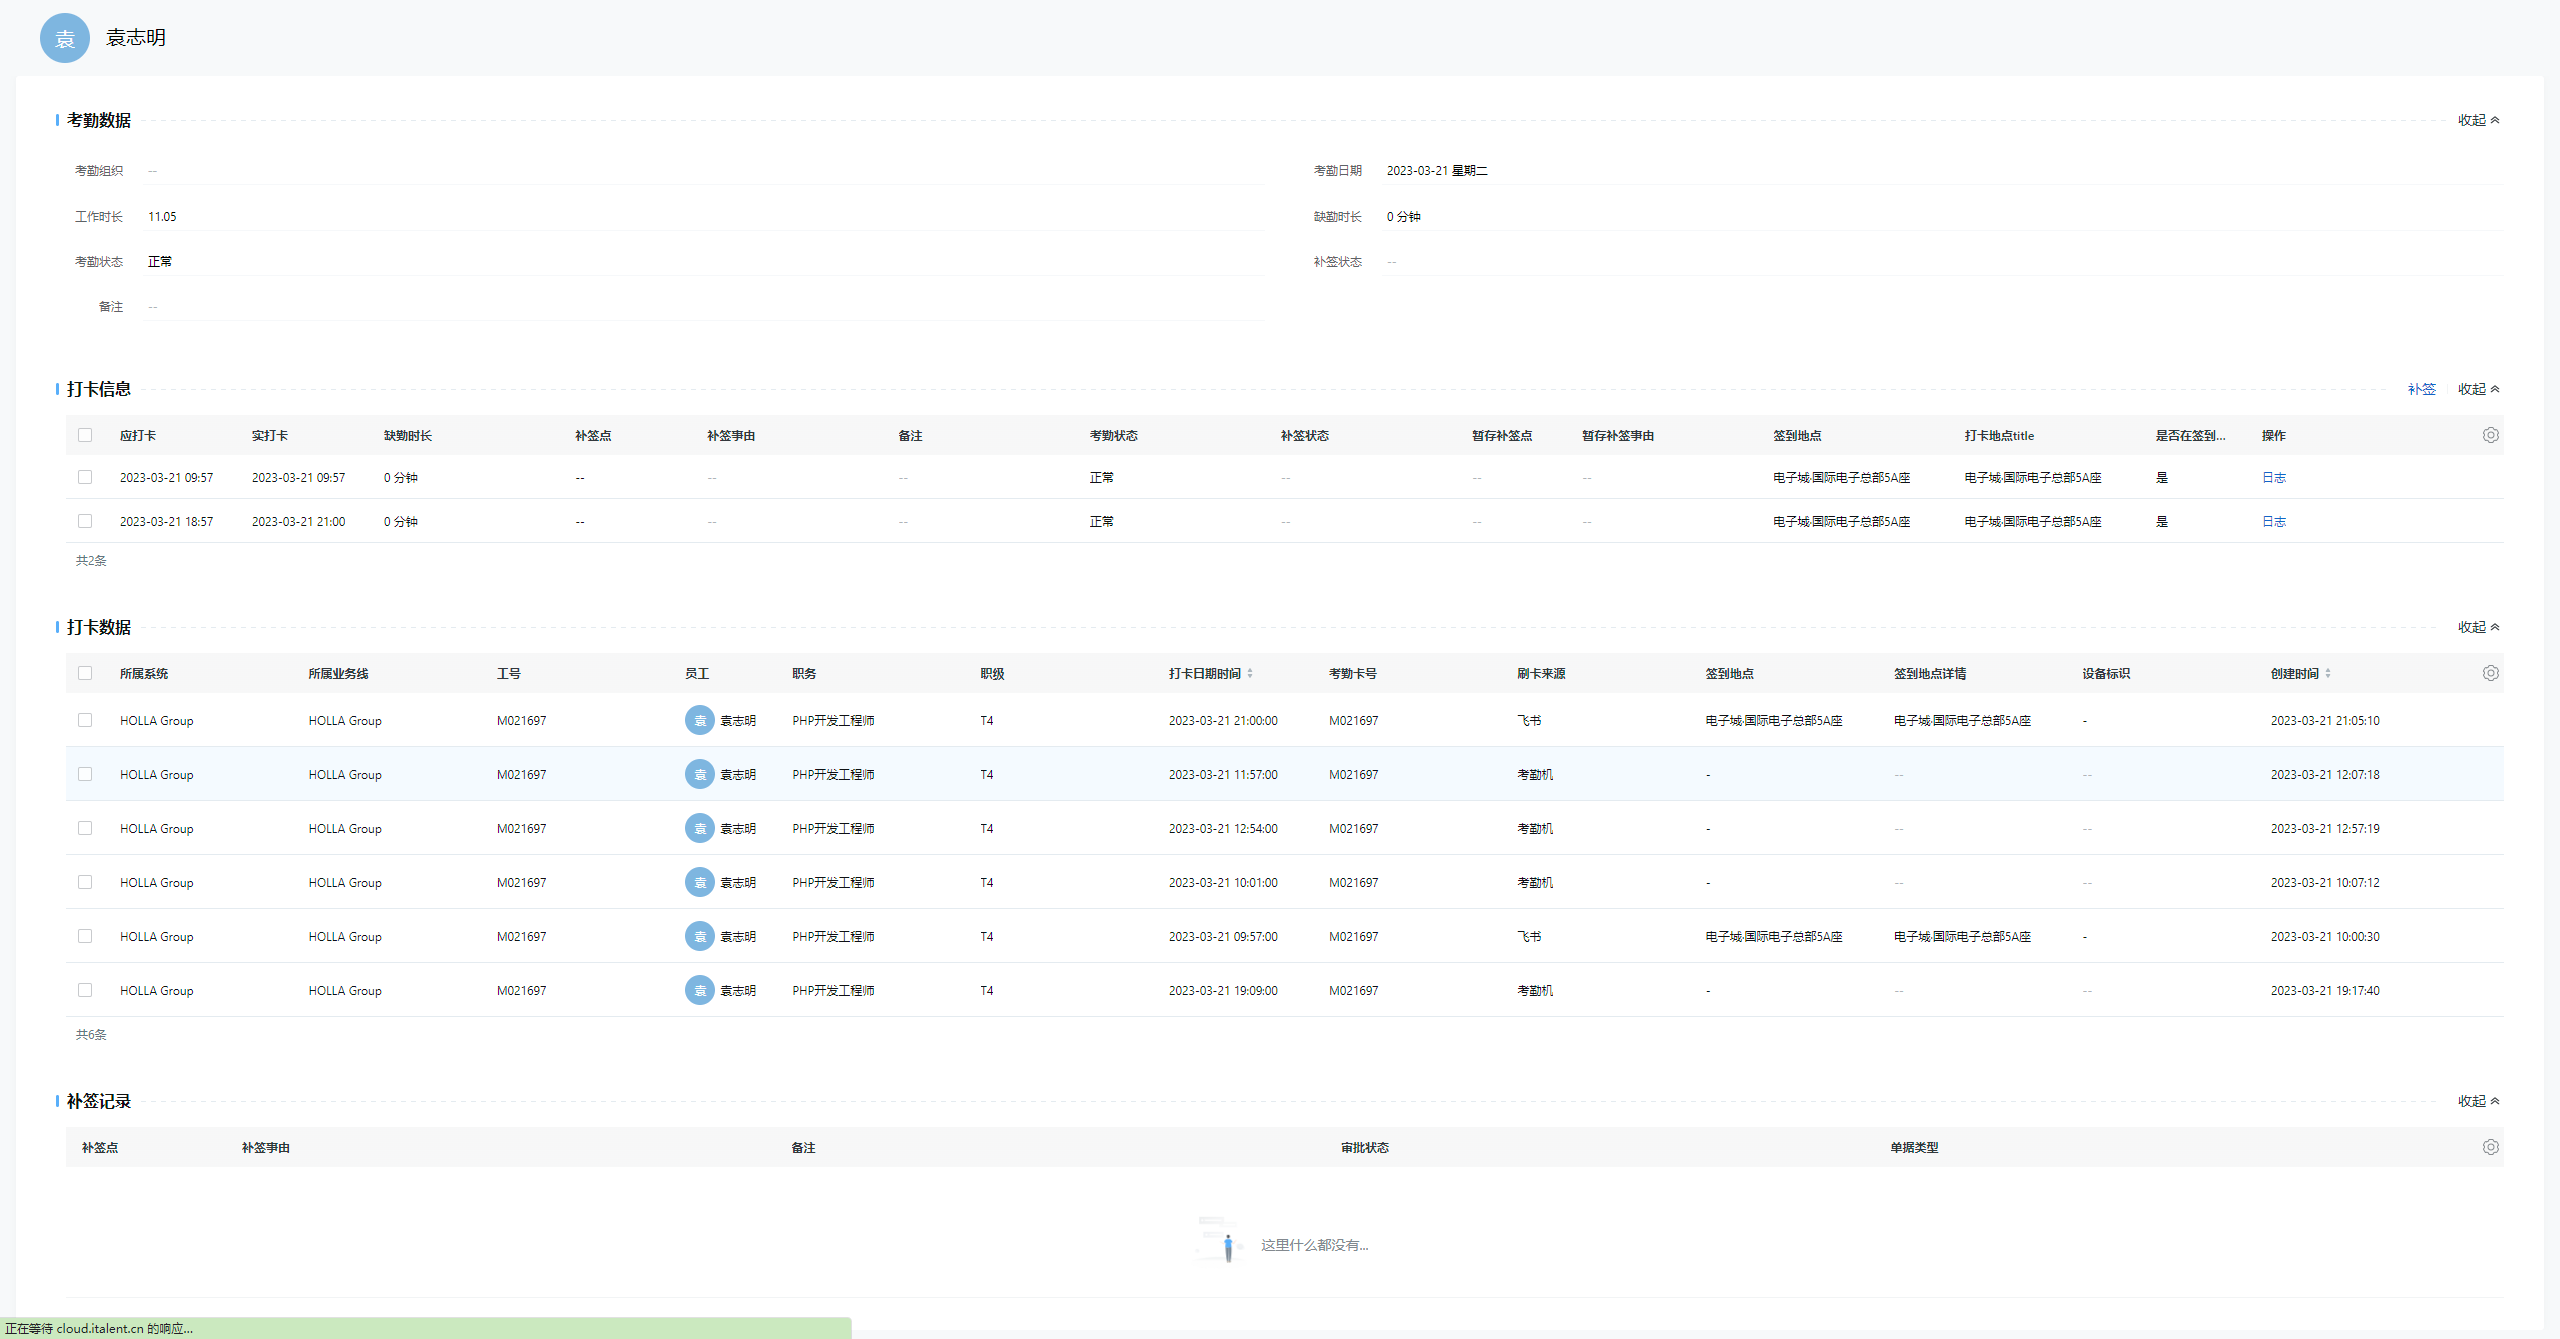 袁 袁志明
考勤数据 收起
考勤组织 -- 考勤日期 2023-03-21 星期二
工作时长 11.05 缺勤时长 0 分钟
考勤状态 正常 补签状态 --
备注 --
打卡信息 补签 收起
应打卡 实打卡 缺勤时长 补签点 补签事由 备注 考勤状态 补签状态 暂存补签点 暂存补签事由 签到地点 打卡地点title 是否在签到... 操作
2023-03-21 09:57 2023-03-21 09:57 0 分钟 -- -- -- 正常 -- -- -- 电子城·国际电子总部5A座 电子城·国际电子总部5A座 是 日志
2023-03-21 18:57 2023-03-21 21:00 0 分钟 -- -- -- 正常 -- -- -- 电子城·国际电子总部5A座 电子城·国际电子总部5A座 是 日志
共2条
打卡数据 收起
所属系统 所属业务线 工号 员工 职务 职级 打卡日期时间 考勤卡号 刷卡来源 签到地点 签到地点详情 设备标识 创建时间
HOLLA Group HOLLA Group M021697 袁 袁志明 PHP开发工程师 T4 2023-03-21 21:00:00 M021697 飞书 电子城·国际电子总部5A座 电子城·国际电子总部5A座 - 2023-03-21 21:05:10
HOLLA Group HOLLA Group M021697 袁 袁志明 PHP开发工程师 T4 2023-03-21 11:57:00 M021697 考勤机 - -- -- 2023-03-21 12:07:18
HOLLA Group HOLLA Group M021697 袁 袁志明 PHP开发工程师 T4 2023-03-21 12:54:00 M021697 考勤机 - -- -- 2023-03-21 12:57:19
HOLLA Group HOLLA Group M021697 袁 袁志明 PHP开发工程师 T4 2023-03-21 10:01:00 M021697 考勤机 - -- -- 2023-03-21 10:07:12
HOLLA Group HOLLA Group M021697 袁 袁志明 PHP开发工程师 T4 2023-03-21 09:57:00 M021697 飞书 电子城·国际电子总部5A座 电子城·国际电子总部5A座 - 2023-03-21 10:00:30
HOLLA Group HOLLA Group M021697 袁 袁志明 PHP开发工程师 T4 2023-03-21 19:09:00 M021697 考勤机 - -- -- 2023-03-21 19:17:40
共6条
补签记录 收起
补签点 补签事由 备注 审批状态 单据类型
这里什么都没有...
正在等待 cloud.italent.cn 的响应...